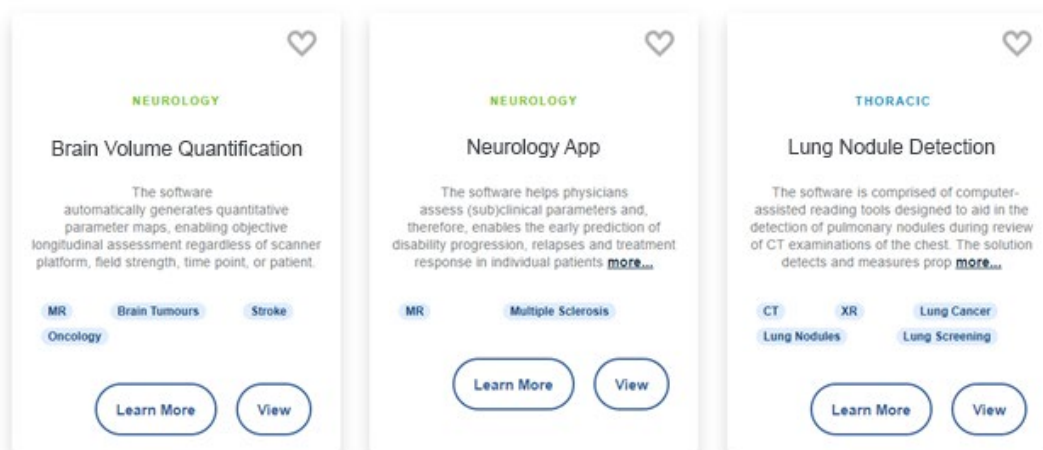 NEUROLOGY
Brain Volume Quantification
The software
automatically generates quantitative
parameter maps, enabling objective
longitudinal assessment regardless of scanner
platform, field strength, time point, or patient.
MR
Brain Tumours
Stroke
Oncology
Learn More
View
NEUROLOGY
Neurology App
The software helps physicians
assess (sub)clinical parameters and,
therefore, enables the early prediction of
disability progression, relapses and treatment
response in individual patients more...
MR
Multiple Sclerosis
Learn More
View
THORACIC
Lung Nodule Detection
The software is comprised of computer-
assisted reading tools designed to aid in the
detection of pulmonary nodules during review
of CT examinations of the chest. The solution
detects and measures prop more...
CT
XR
Lung Cancer
Lung Nodules
Lung Screening
Learn More
View